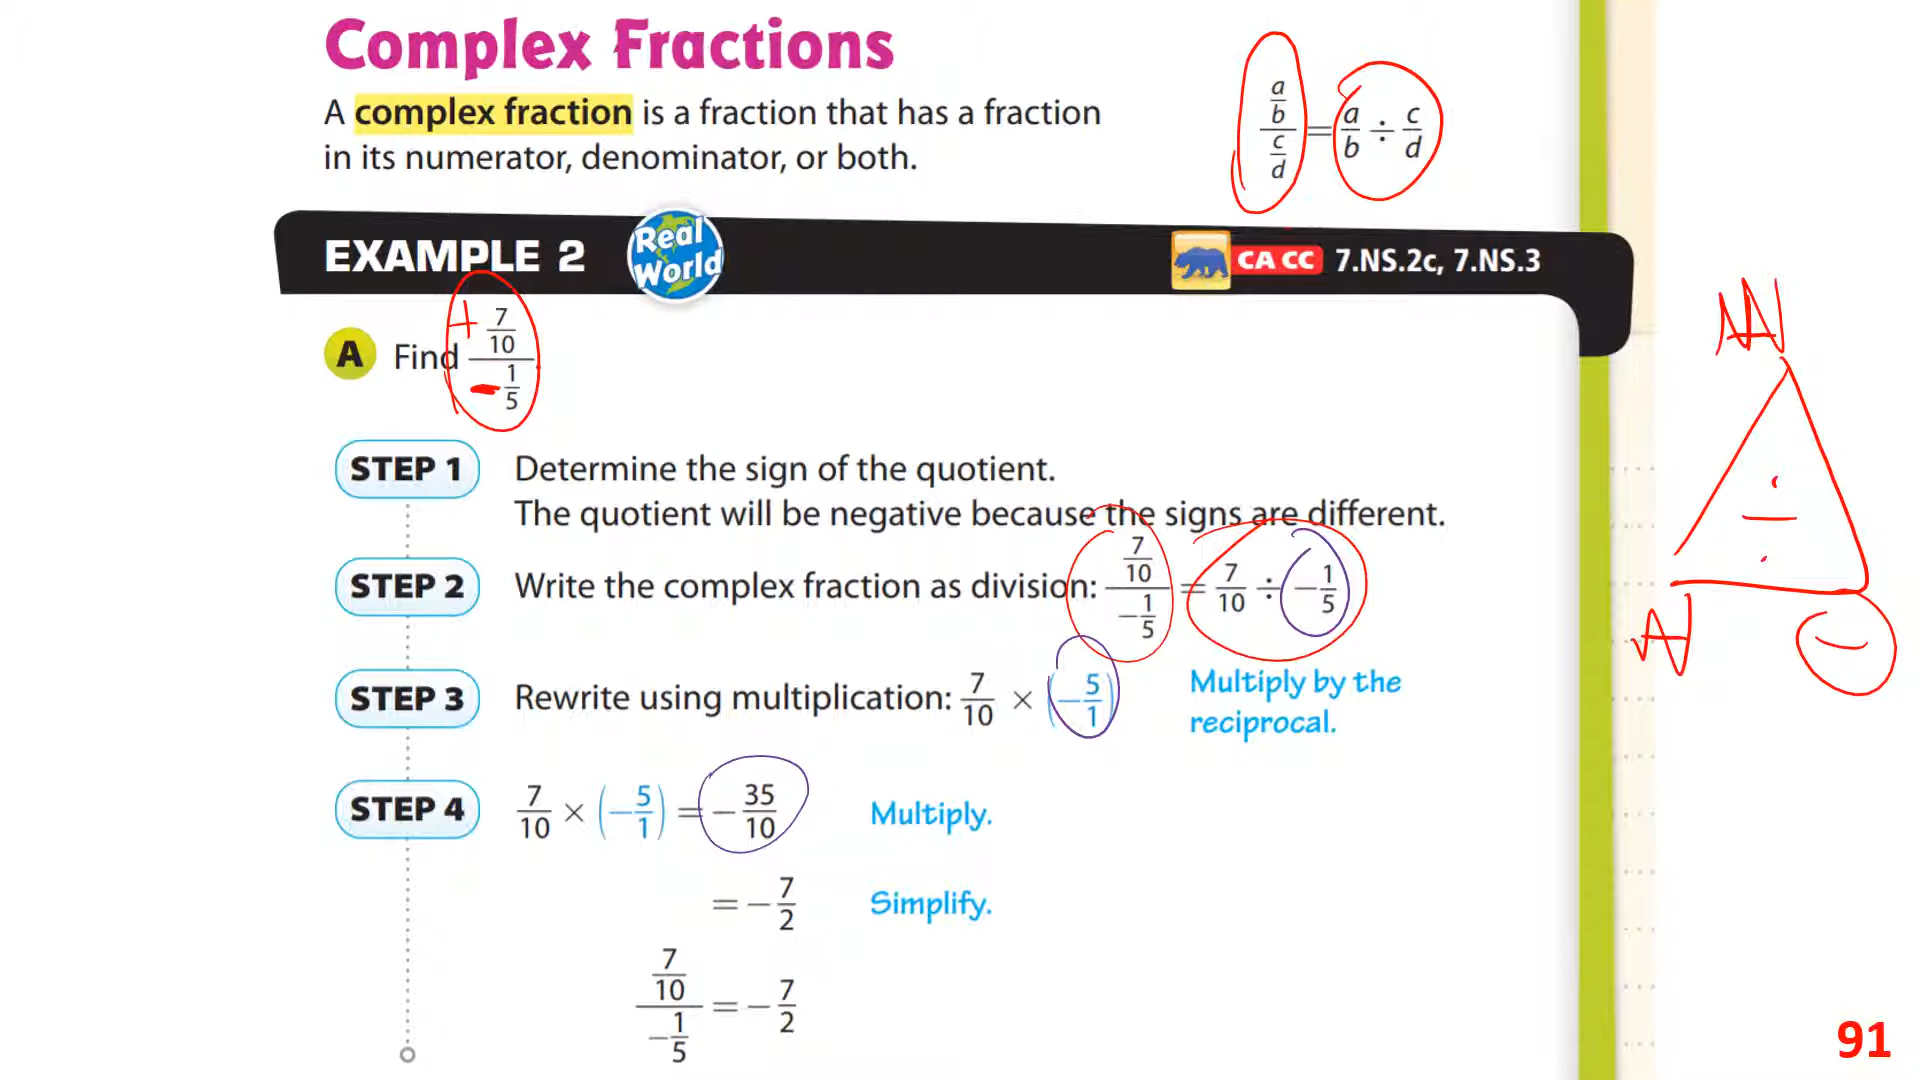 Complex Fractions
A complex fraction is a fraction that has a fraction
in its numerator, denominator, or both.
a/b / c/d = a/b ÷ c/d
EXAMPLE 2
Real World
CA CC 7.NS.2c, 7.NS.3
A Find + 7/10 / - 1/5
STEP 1 Determine the sign of the quotient.
The quotient will be negative because the signs are different.
STEP 2 Write the complex fraction as division: 7/10 / -1/5 = 7/10 ÷ -1/5
STEP 3 Rewrite using multiplication: 7/10 × (-5/1) Multiply by the
reciprocal.
STEP 4 7/10 × (-5/1) = -35/10 Multiply.
= -7/2 Simplify.
7/10 / -1/5 = -7/2
÷
−
91